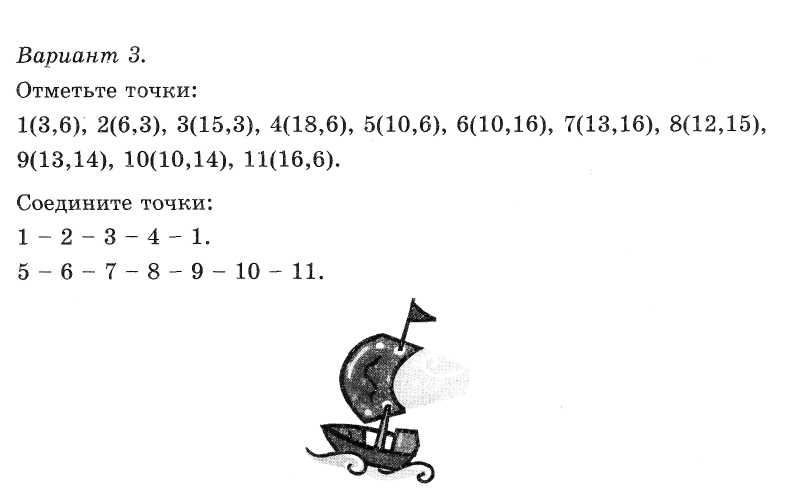 Вариант 3.
Отметьте точки:
1(3,6), 2(6,3), 3(15,3), 4(18,6), 5(10,6), 6(10,16), 7(13,16), 8(12,15),
9(13,14), 10(10,14), 11(16,6).
Соедините точки:
1 – 2 – 3 – 4 – 1.
5 – 6 – 7 – 8 – 9 – 10 – 11.